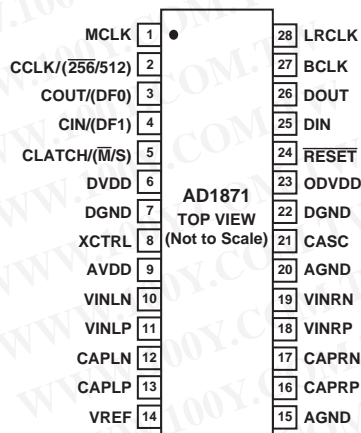 MCLK 1 28 LRCLK
CCLK/(2̅5̅6̅/512) 2 27 BCLK
COUT/(DF0) 3 26 DOUT
CIN/(DF1) 4 25 DIN
CLATCH/(M̅/S) 5 24 R̅E̅S̅E̅T̅
DVDD 6 23 ODVDD
AD1871
DGND 7 22 DGND
TOP VIEW
XCTRL 8 (Not to Scale) 21 CASC
AVDD 9 20 AGND
VINLN 10 19 VINRN
VINLP 11 18 VINRP
CAPLN 12 17 CAPRN
CAPLP 13 16 CAPRP
VREF 14 15 AGND